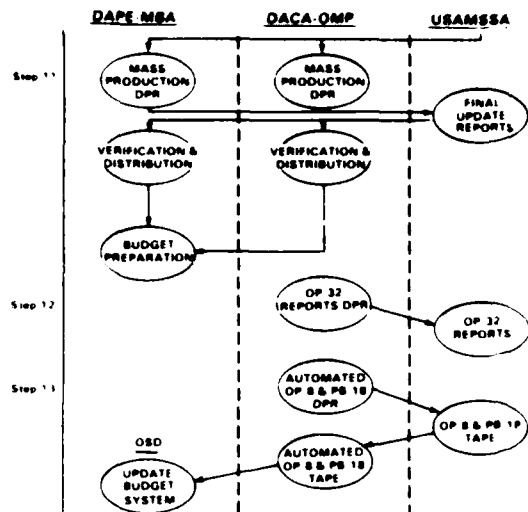 DAPE-MBA DACA-OMP USAMSSA
Step 11
MASS
PRODUCTION
DPR
MASS
PRODUCTION
DPR
FINAL
UPDATE
REPORTS
VERIFICATION &
DISTRIBUTION
VERIFICATION &
DISTRIBUTION
BUDGET
PREPARATION
Step 12
OP 32
REPORTS DPR
OP 32
REPORTS
Step 13
AUTOMATED
OP 8 & PB 18
DPR
OP 8 & PB 18
TAPE
OSD
UPDATE
BUDGET
SYSTEM
AUTOMATED
OP 8 & PB 18
TAPE